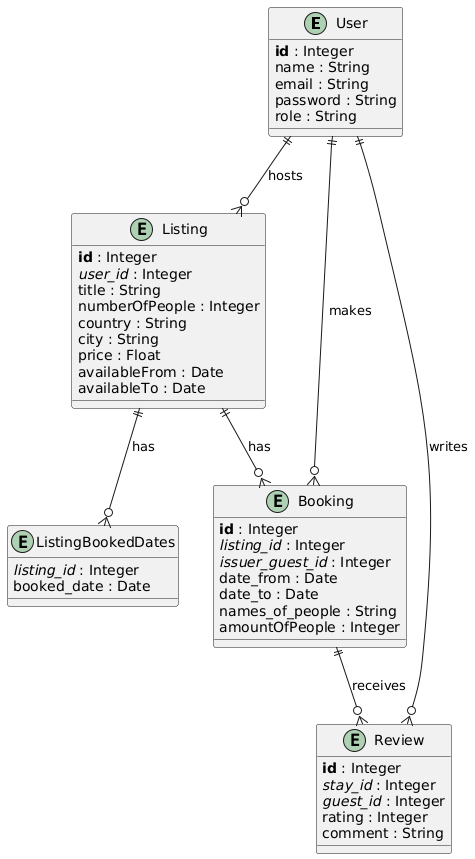 E User
id : Integer
name : String
email : String
password : String
role : String
hosts
E Listing
id : Integer
user_id : Integer
title : String
numberOfPeople : Integer
country : String
city : String
price : Float
availableFrom : Date
availableTo : Date
makes
has
has
writes
E ListingBookedDates
listing_id : Integer
booked_date : Date
E Booking
id : Integer
listing_id : Integer
issuer_guest_id : Integer
date_from : Date
date_to : Date
names_of_people : String
amountOfPeople : Integer
receives
E Review
id : Integer
stay_id : Integer
guest_id : Integer
rating : Integer
comment : String